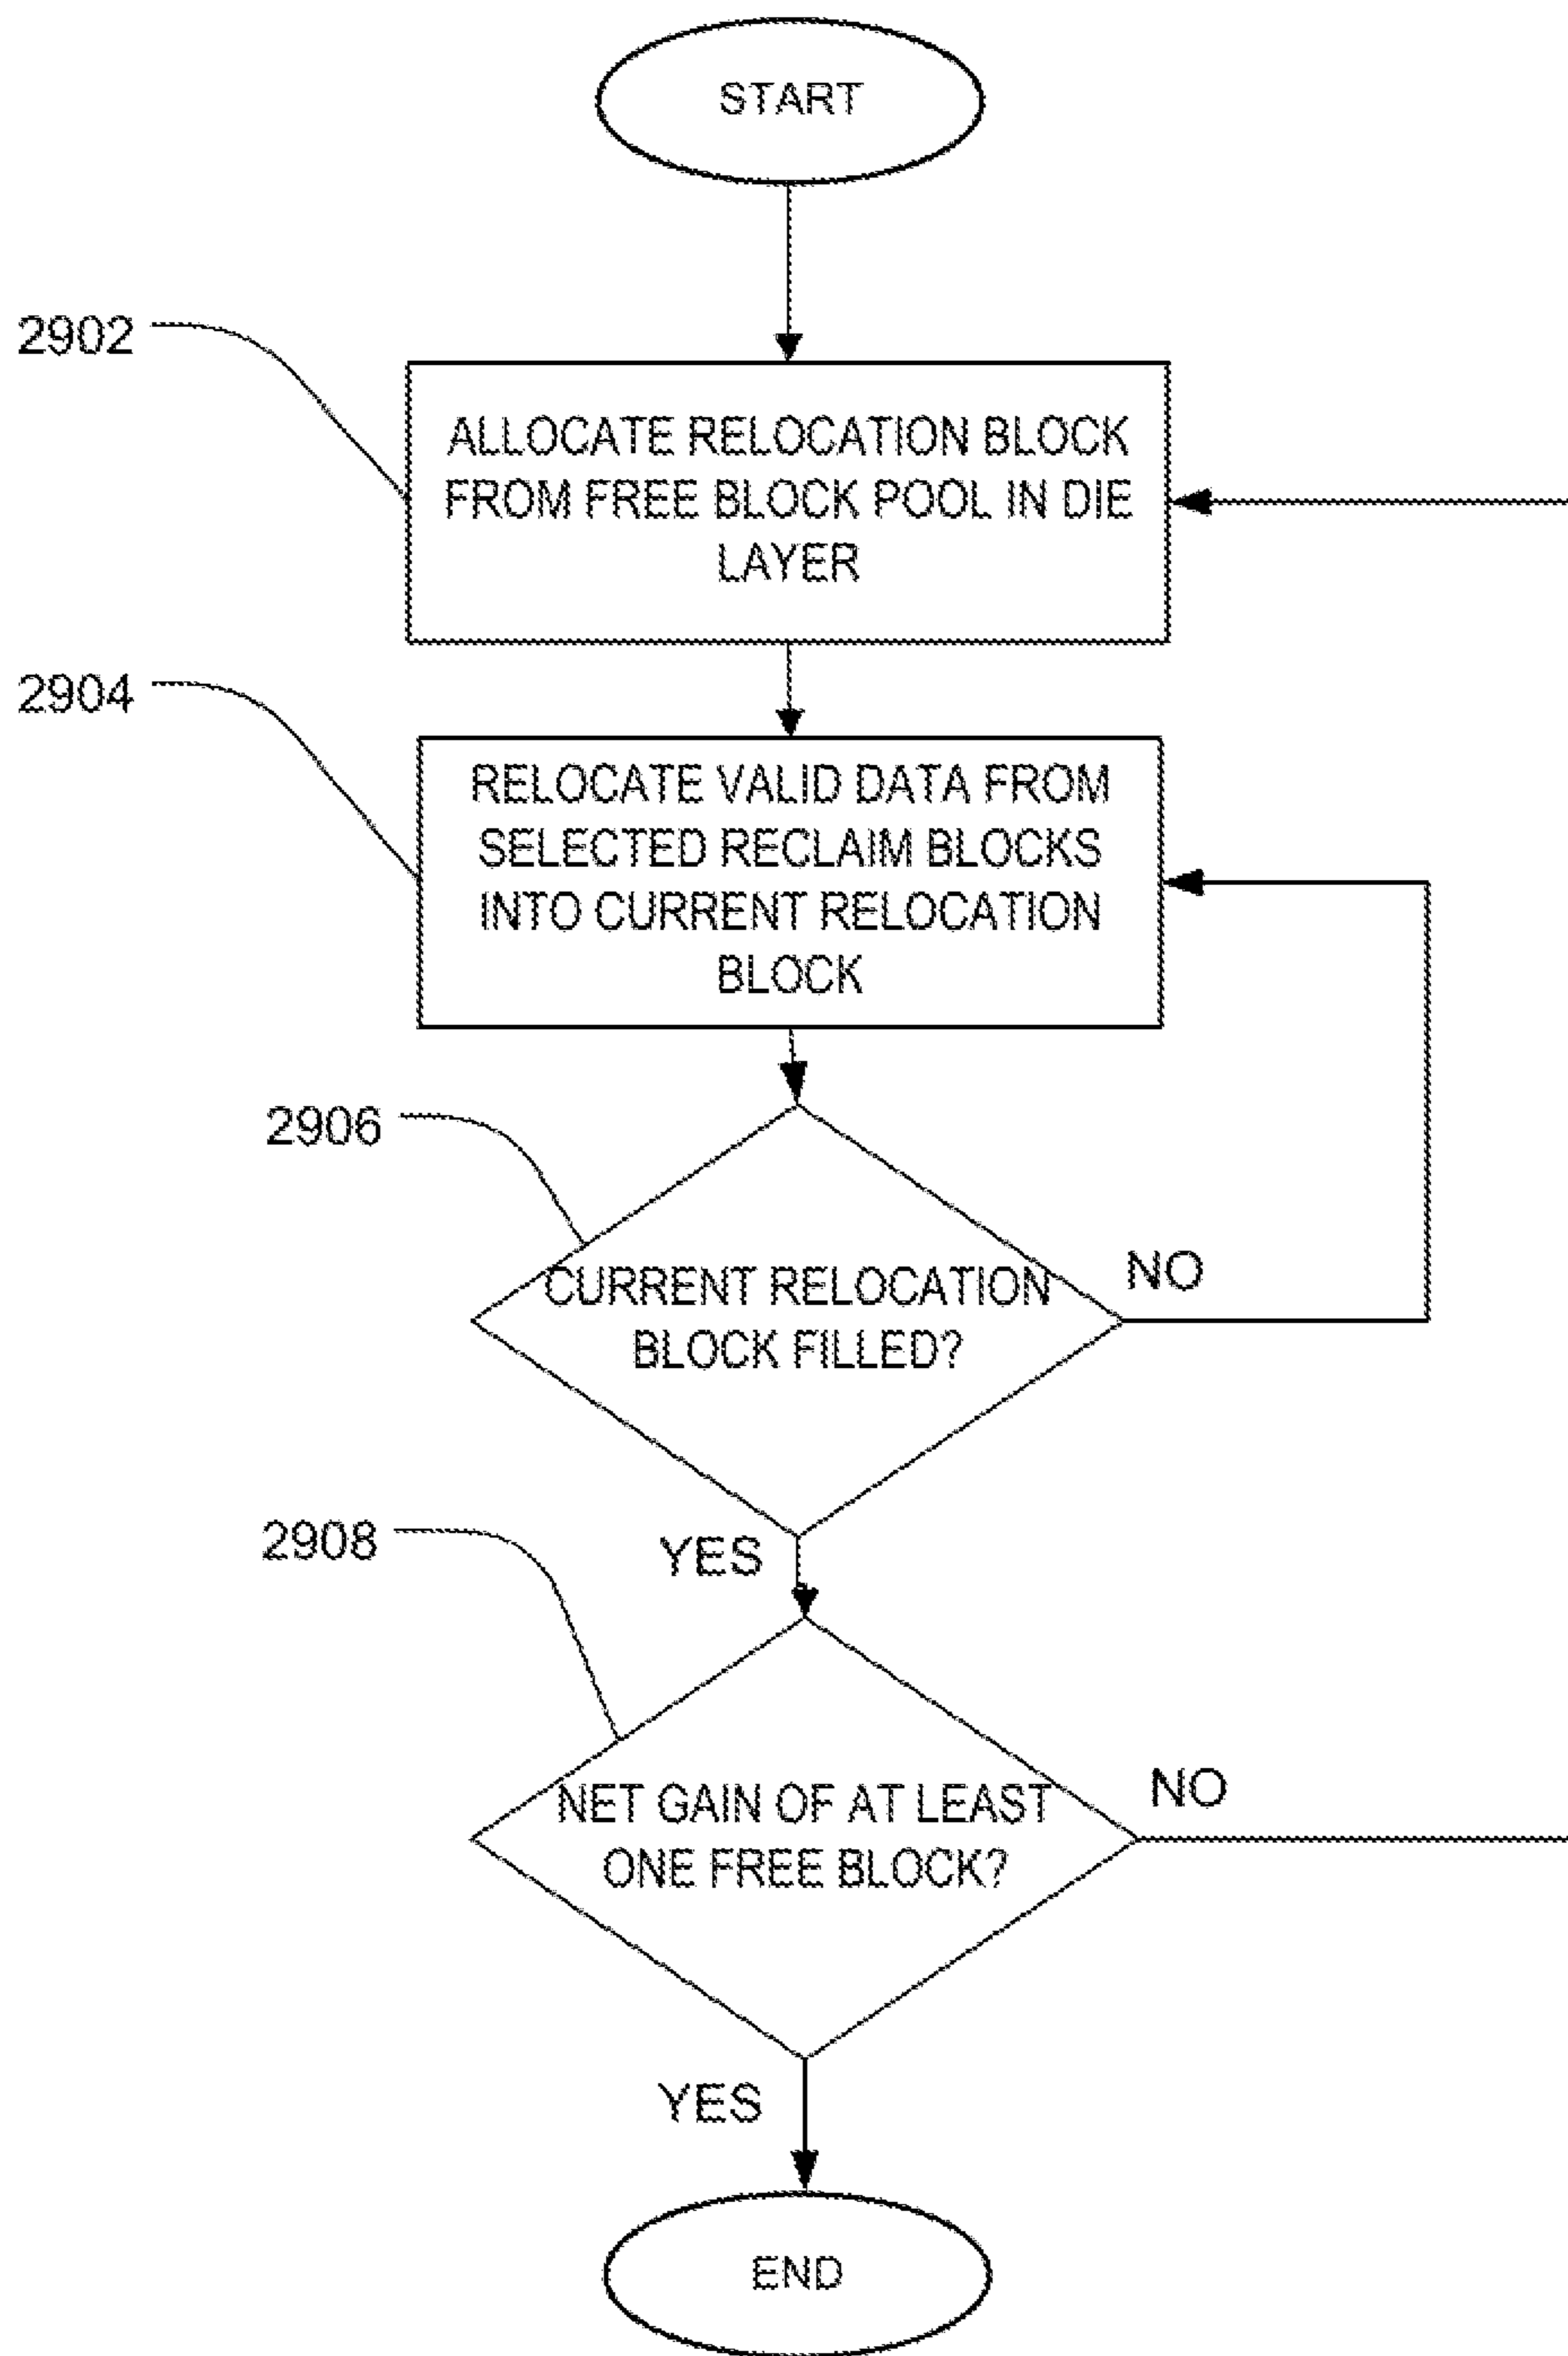 START
2902
ALLOCATE RELOCATION BLOCK
FROM FREE BLOCK POOL IN DIE
LAYER
2904
RELOCATE VALID DATA FROM
SELECTED RECLAIM BLOCKS
INTO CURRENT RELOCATION
BLOCK
2906
CURRENT RELOCATION
BLOCK FILLED?
NO
YES
2908
NET GAIN OF AT LEAST
ONE FREE BLOCK?
NO
YES
END